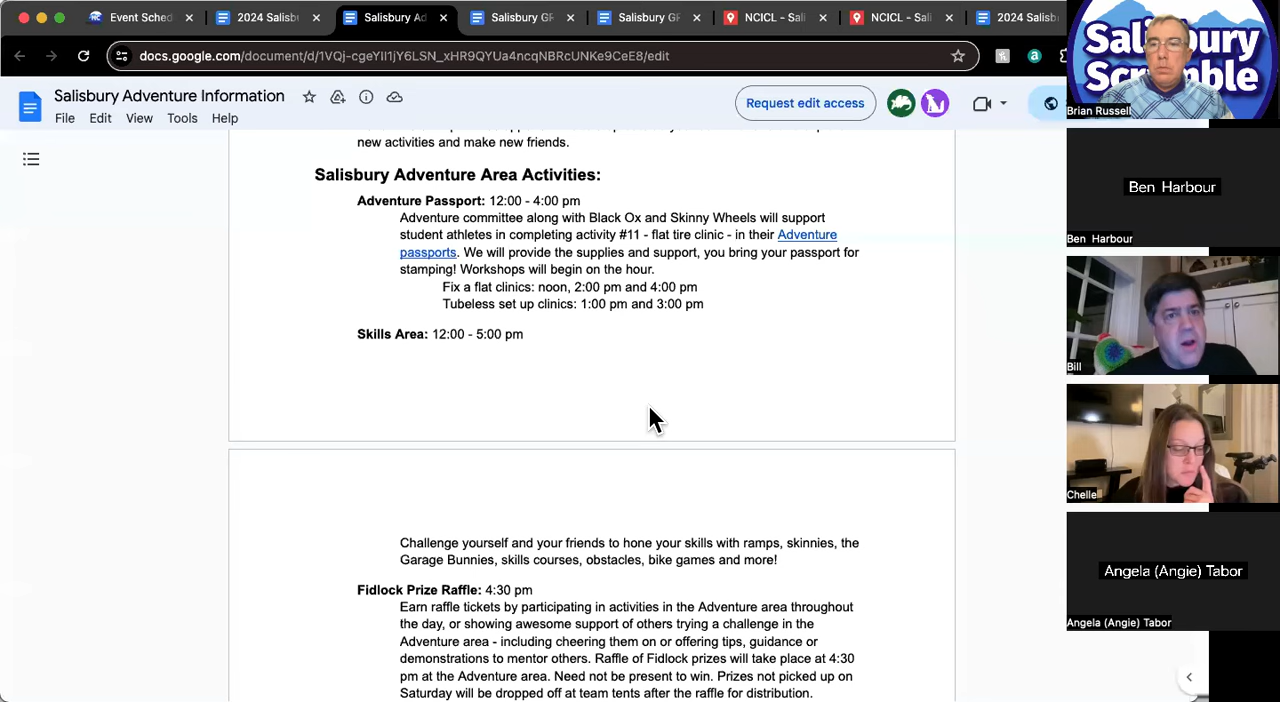 Event Sched
2024 Salisb
Salisbury Ad
Salisbury GF
Salisbury GF
NCICL - Sali
NCICL - Sali
2024 Salisb
docs.google.com/document/d/1VQj-cgeYIl1jY6LSN_xHR9QYUa4ncqNBRcUNKe9CeE8/edit
Salisbury Adventure Information
File Edit View Tools Help
Request edit access
new activities and make new friends.
Salisbury Adventure Area Activities:
Adventure Passport: 12:00 - 4:00 pm
Adventure committee along with Black Ox and Skinny Wheels will support
student athletes in completing activity #11 - flat tire clinic - in their Adventure
passports. We will provide the supplies and support, you bring your passport for
stamping! Workshops will begin on the hour.
Fix a flat clinics: noon, 2:00 pm and 4:00 pm
Tubeless set up clinics: 1:00 pm and 3:00 pm
Skills Area: 12:00 - 5:00 pm
Challenge yourself and your friends to hone your skills with ramps, skinnies, the
Garage Bunnies, skills courses, obstacles, bike games and more!
Fidlock Prize Raffle: 4:30 pm
Earn raffle tickets by participating in activities in the Adventure area throughout
the day, or showing awesome support of others trying a challenge in the
Adventure area - including cheering them on or offering tips, guidance or
demonstrations to mentor others. Raffle of Fidlock prizes will take place at 4:30
pm at the Adventure area. Need not be present to win. Prizes not picked up on
Saturday will be dropped off at team tents after the raffle for distribution.
Salisbury
Scramble
Brian Russell
Ben Harbour
Ben Harbour
Bill
Chelle
Angela (Angie) Tabor
Angela (Angie) Tabor